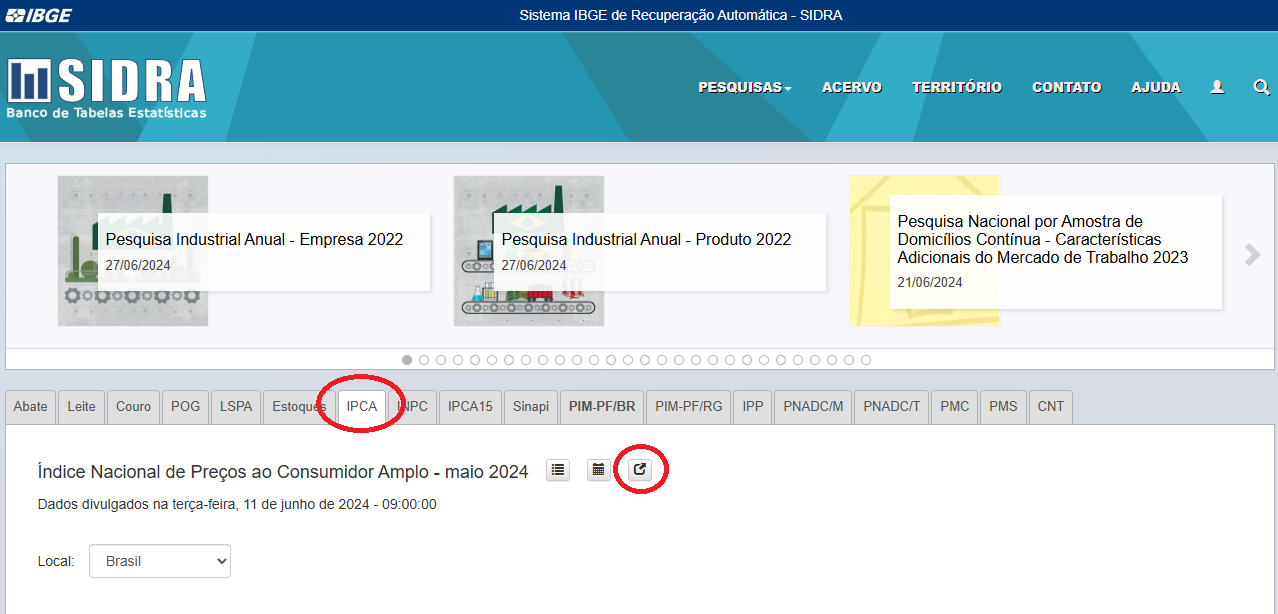 IBGE
Sistema IBGE de Recuperação Automática - SIDRA
SIDRA
Banco de Tabelas Estatísticas
PESQUISAS
ACERVO
TERRITÓRIO
CONTATO
AJUDA
Pesquisa Industrial Anual - Empresa 2022
27/06/2024
Pesquisa Industrial Anual - Produto 2022
27/06/2024
Pesquisa Nacional por Amostra de
Domicílios Contínua - Características
Adicionais do Mercado de Trabalho 2023
21/06/2024
Abate
Leite
Couro
POG
LSPA
Estoques
IPCA
INPC
IPCA15
Sinapi
PIM-PF/BR
PIM-PF/RG
IPP
PNADC/M
PNADC/T
PMC
PMS
CNT
Índice Nacional de Preços ao Consumidor Amplo - maio 2024
Dados divulgados na terça-feira, 11 de junho de 2024 - 09:00:00
Local:
Brasil